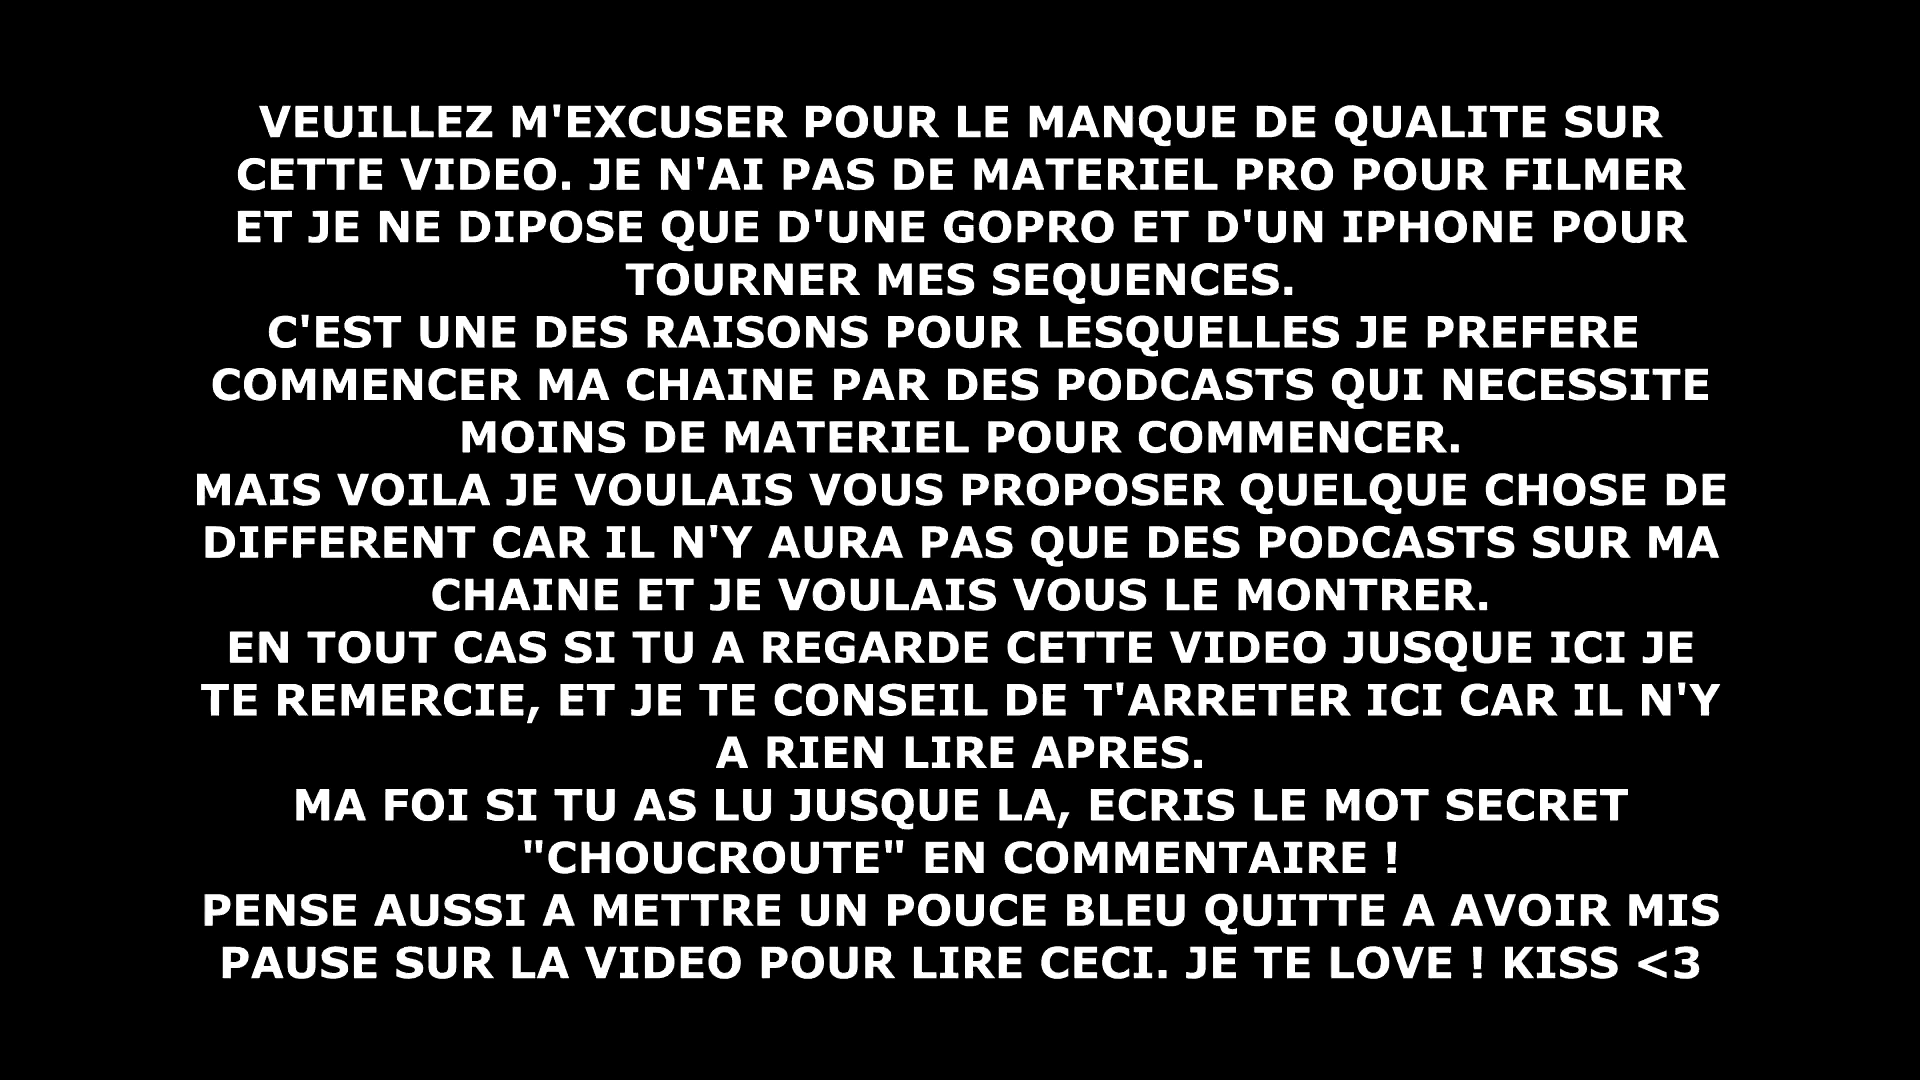 VEUILLEZ M'EXCUSER POUR LE MANQUE DE QUALITE SUR
CETTE VIDEO. JE N'AI PAS DE MATERIEL PRO POUR FILMER
ET JE NE DIPOSE QUE D'UNE GOPRO ET D'UN IPHONE POUR
TOURNER MES SEQUENCES.
C'EST UNE DES RAISONS POUR LESQUELLES JE PREFERE
COMMENCER MA CHAINE PAR DES PODCASTS QUI NECESSITE
MOINS DE MATERIEL POUR COMMENCER.
MAIS VOILA JE VOULAIS VOUS PROPOSER QUELQUE CHOSE DE
DIFFERENT CAR IL N'Y AURA PAS QUE DES PODCASTS SUR MA
CHAINE ET JE VOULAIS VOUS LE MONTRER.
EN TOUT CAS SI TU A REGARDE CETTE VIDEO JUSQUE ICI JE
TE REMERCIE, ET JE TE CONSEIL DE T'ARRETER ICI CAR IL N'Y
A RIEN LIRE APRES.
MA FOI SI TU AS LU JUSQUE LA, ECRIS LE MOT SECRET
"CHOUCROUTE" EN COMMENTAIRE !
PENSE AUSSI A METTRE UN POUCE BLEU QUITTE A AVOIR MIS
PAUSE SUR LA VIDEO POUR LIRE CECI. JE TE LOVE ! KISS <3